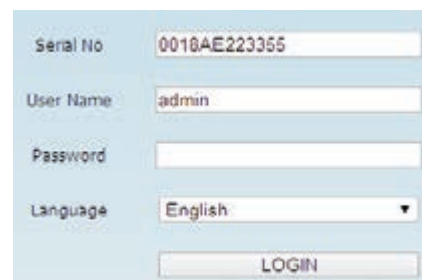 Serial No 0018AE223355
User Name admin
Password
Language English
LOGIN